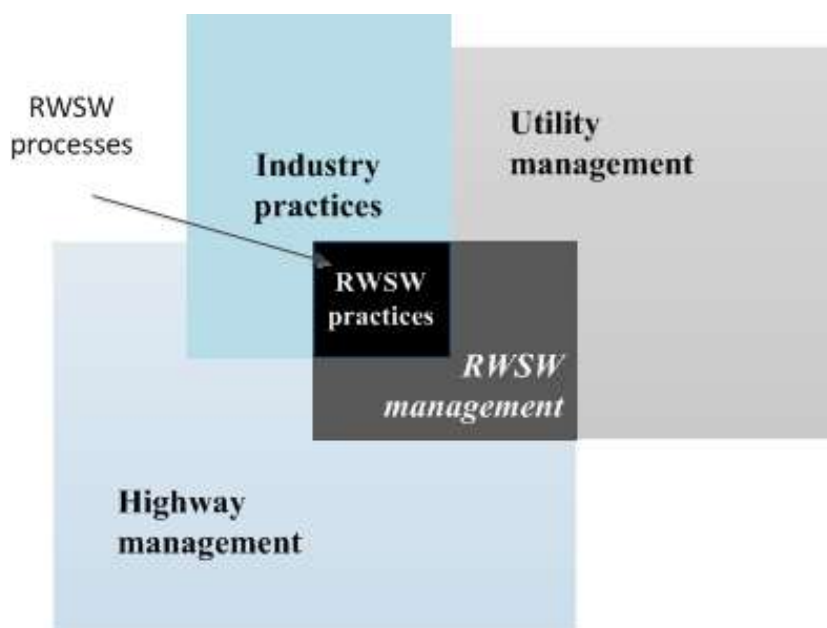 RWSW
processes
Industry
practices
Utility
management
RWSW
practices
RWSW
management
Highway
management